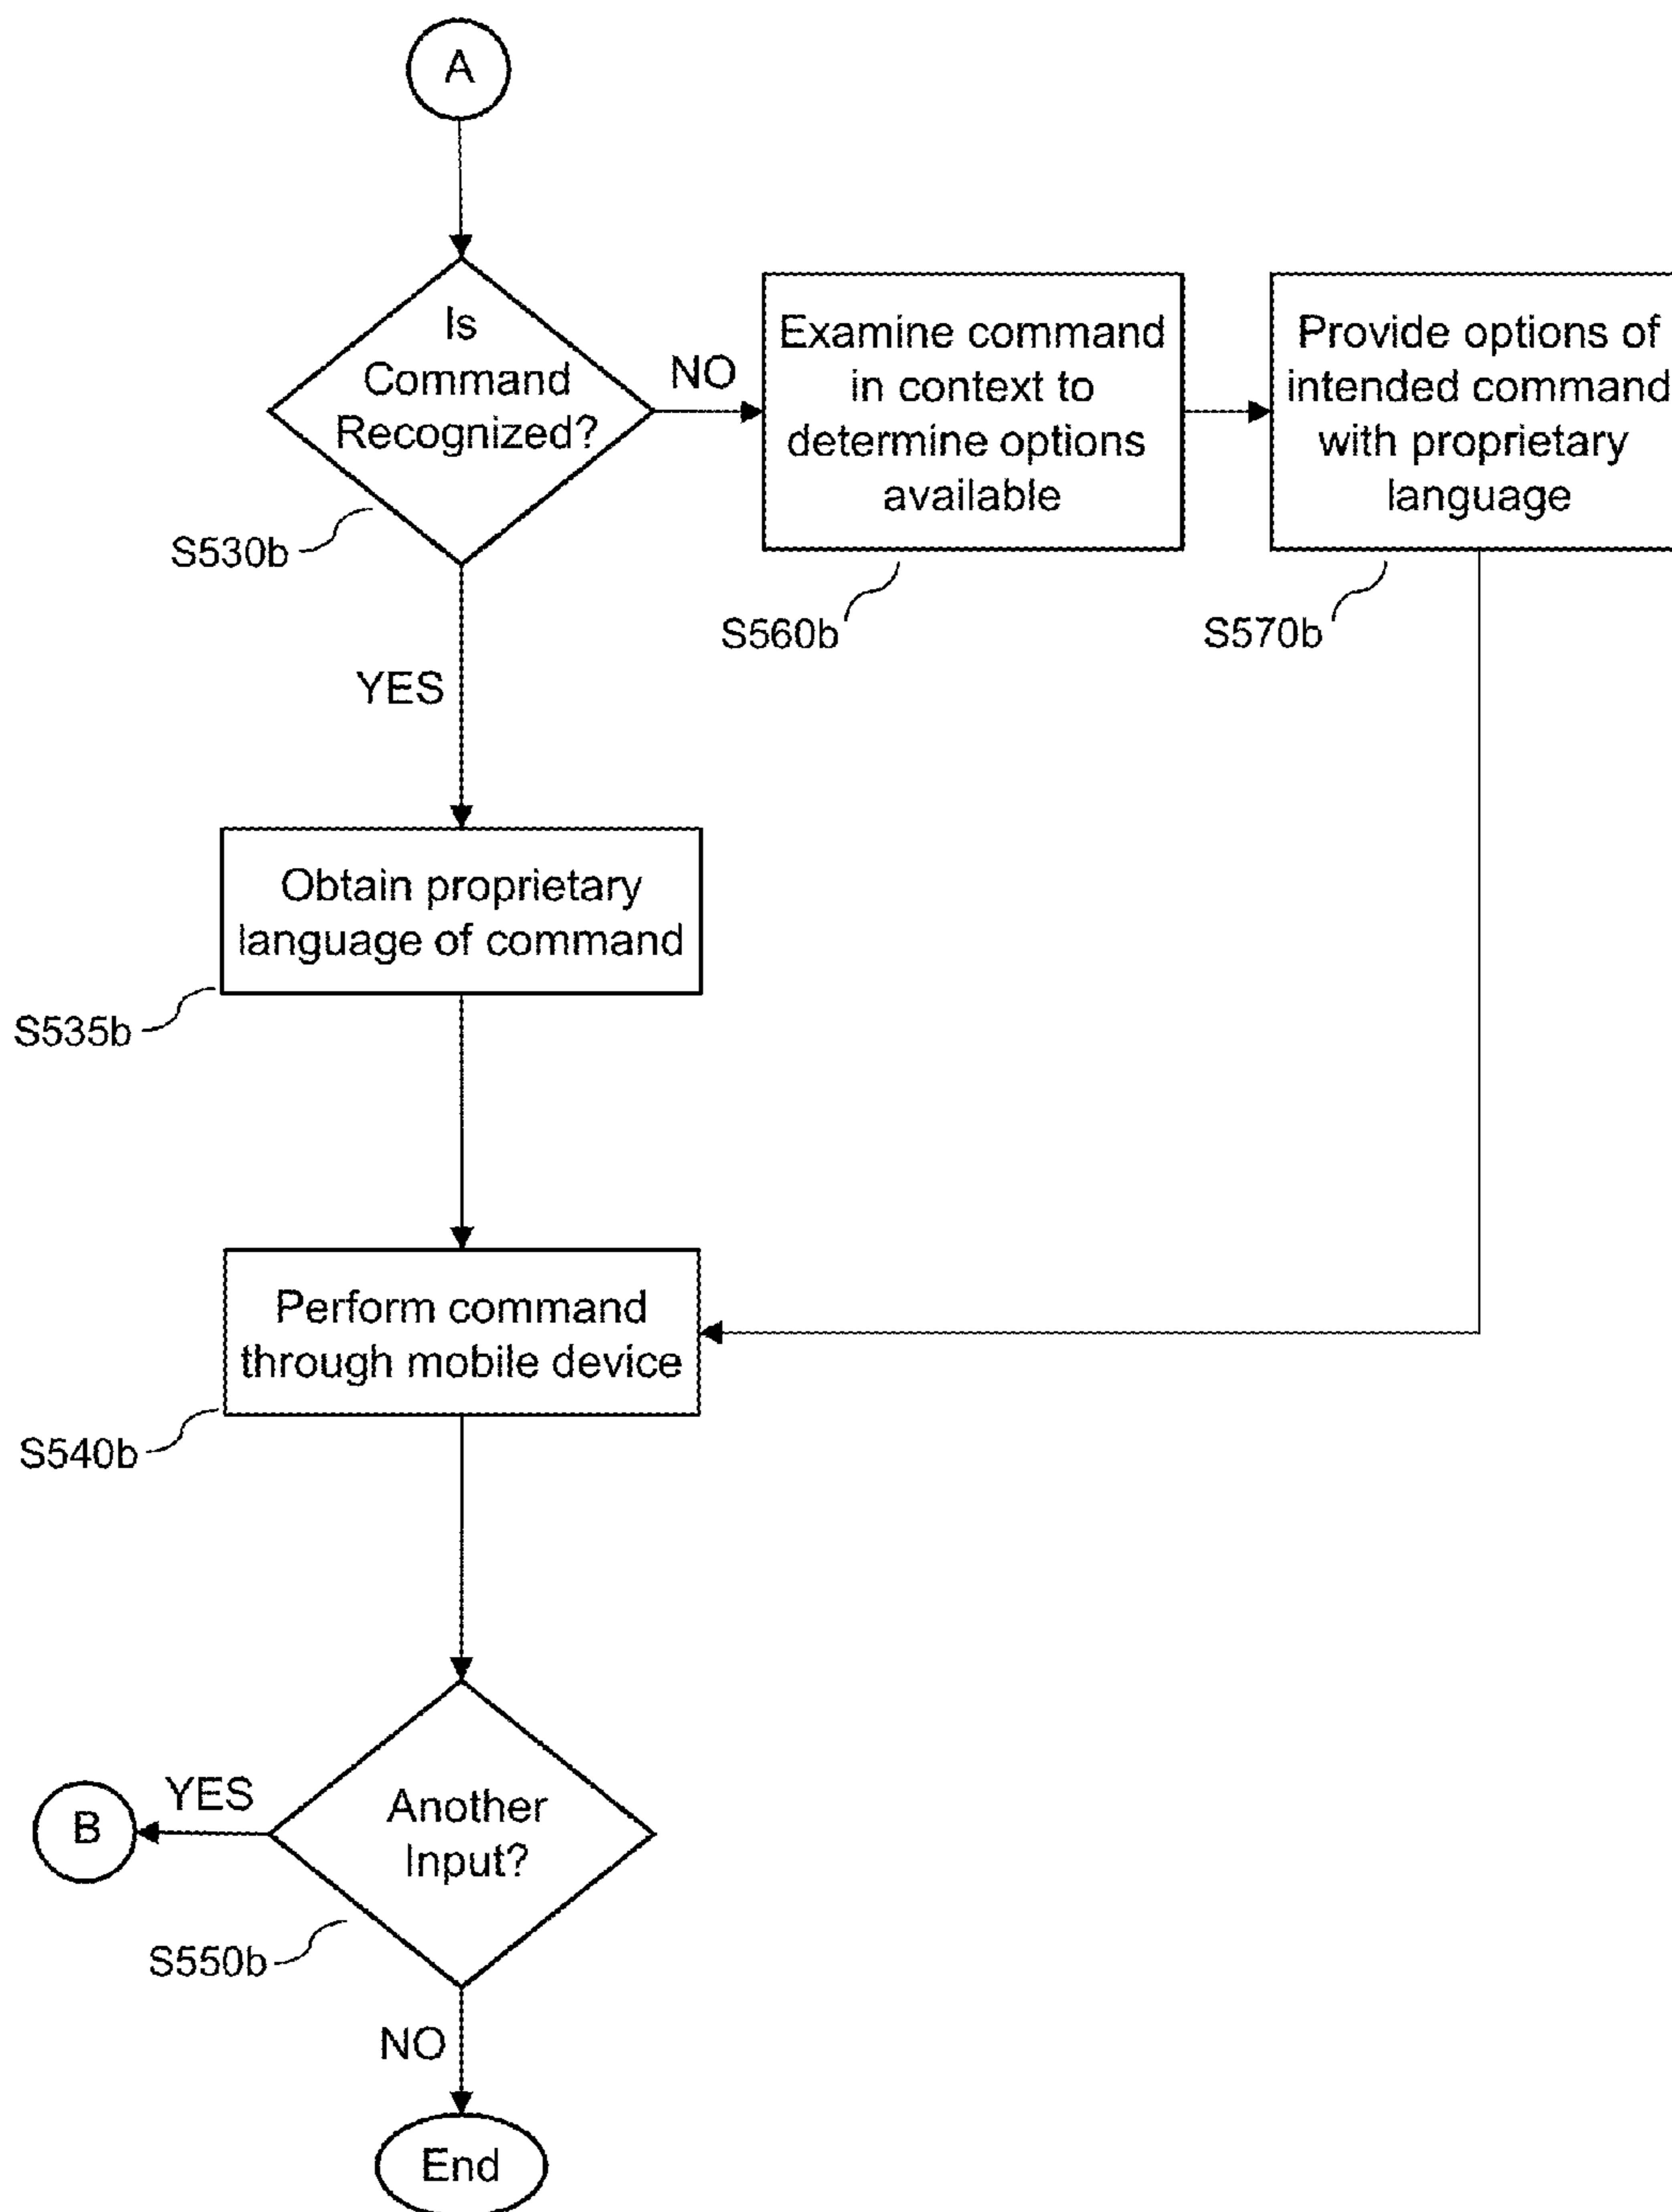 A
Is
Command
Recognized?
S530b
NO
Examine command
in context to
determine options
available
S560b
Provide options of
intended command
with proprietary
language
S570b
YES
Obtain proprietary
language of command
S535b
Perform command
through mobile device
S540b
Another
Input?
S550b
YES
B
NO
End